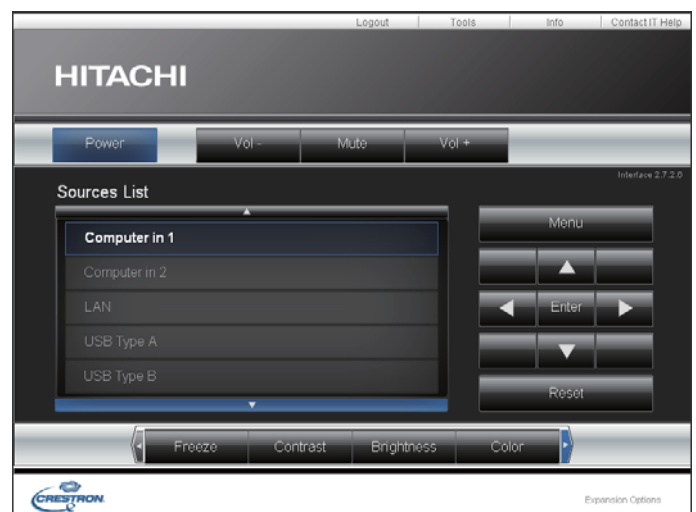 Logout Tools Info Contact IT Help
HITACHI
Power Vol - Mute Vol +
Interface 2.7.2.0
Sources List
Computer in 1
Computer in 2
LAN
USB Type A
USB Type B
Menu
Enter
Reset
Freeze Contrast Brightness Color
CRESTRON
Expansion Options